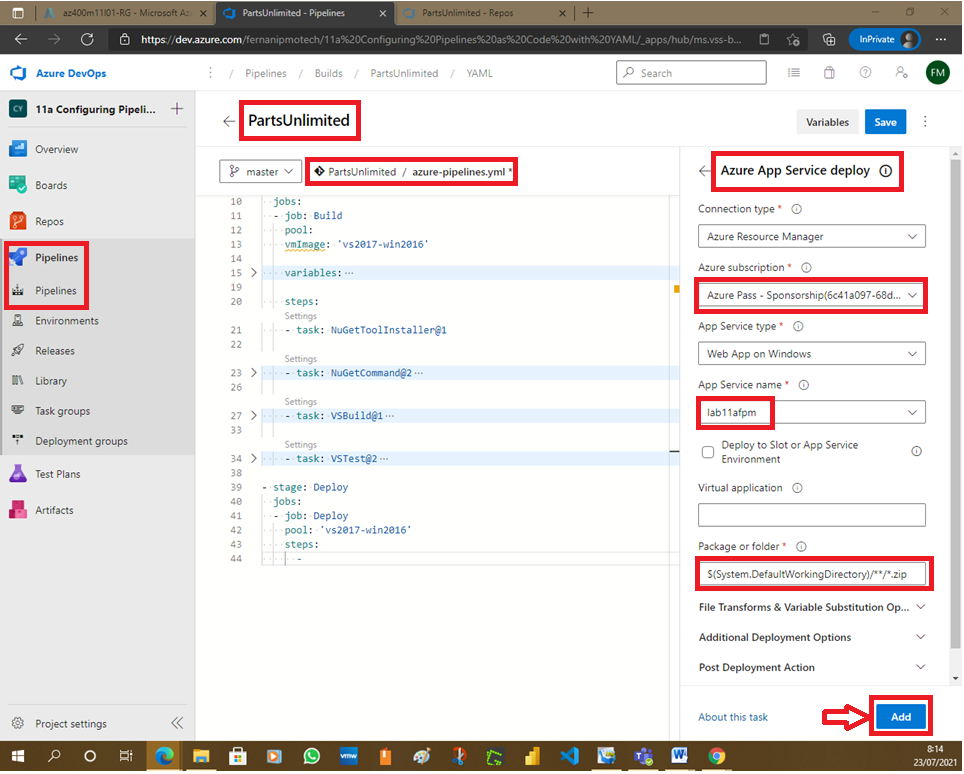 az400m11l01-RG - Microsoft Az
PartsUnlimited - Pipelines
PartsUnlimited - Repos
https://dev.azure.com/fernanipmotech/11a%20Configuring%20Pipelines%20as%20Code%20with%20YAML/_apps/hub/ms.vss-b...
InPrivate
Azure DevOps
/ Pipelines / Builds / PartsUnlimited / YAML
Search
FM
CY
11a Configuring Pipeli...
Overview
Boards
Repos
Pipelines
Pipelines
Environments
Releases
Library
Task groups
Deployment groups
Test Plans
Artifacts
Project settings
PartsUnlimited
Variables
Save
master
PartsUnlimited / azure-pipelines.yml *
10 jobs:
11 - job: Build
12 pool:
13 vmImage: 'vs2017-win2016'
14
15 variables: ...
19
20 steps:
Settings
21 - task: NuGetToolInstaller@1
22
Settings
23 - task: NuGetCommand@2 ...
26
Settings
27 - task: VSBuild@1 ...
33
Settings
34 - task: VSTest@2 ...
38
39 - stage: Deploy
40 jobs:
41 - job: Deploy
42 pool: 'vs2017-win2016'
43 steps:
44 -
Azure App Service deploy
Connection type *
Azure Resource Manager
Azure subscription *
Azure Pass - Sponsorship(6c41a097-68d...
App Service type *
Web App on Windows
App Service name *
lab11afpm
Deploy to Slot or App Service
Environment
Virtual application
Package or folder *
$(System.DefaultWorkingDirectory)/**/*.zip
File Transforms & Variable Substitution Op...
Additional Deployment Options
Post Deployment Action
About this task
Add
vmw
8:14
23/07/2021